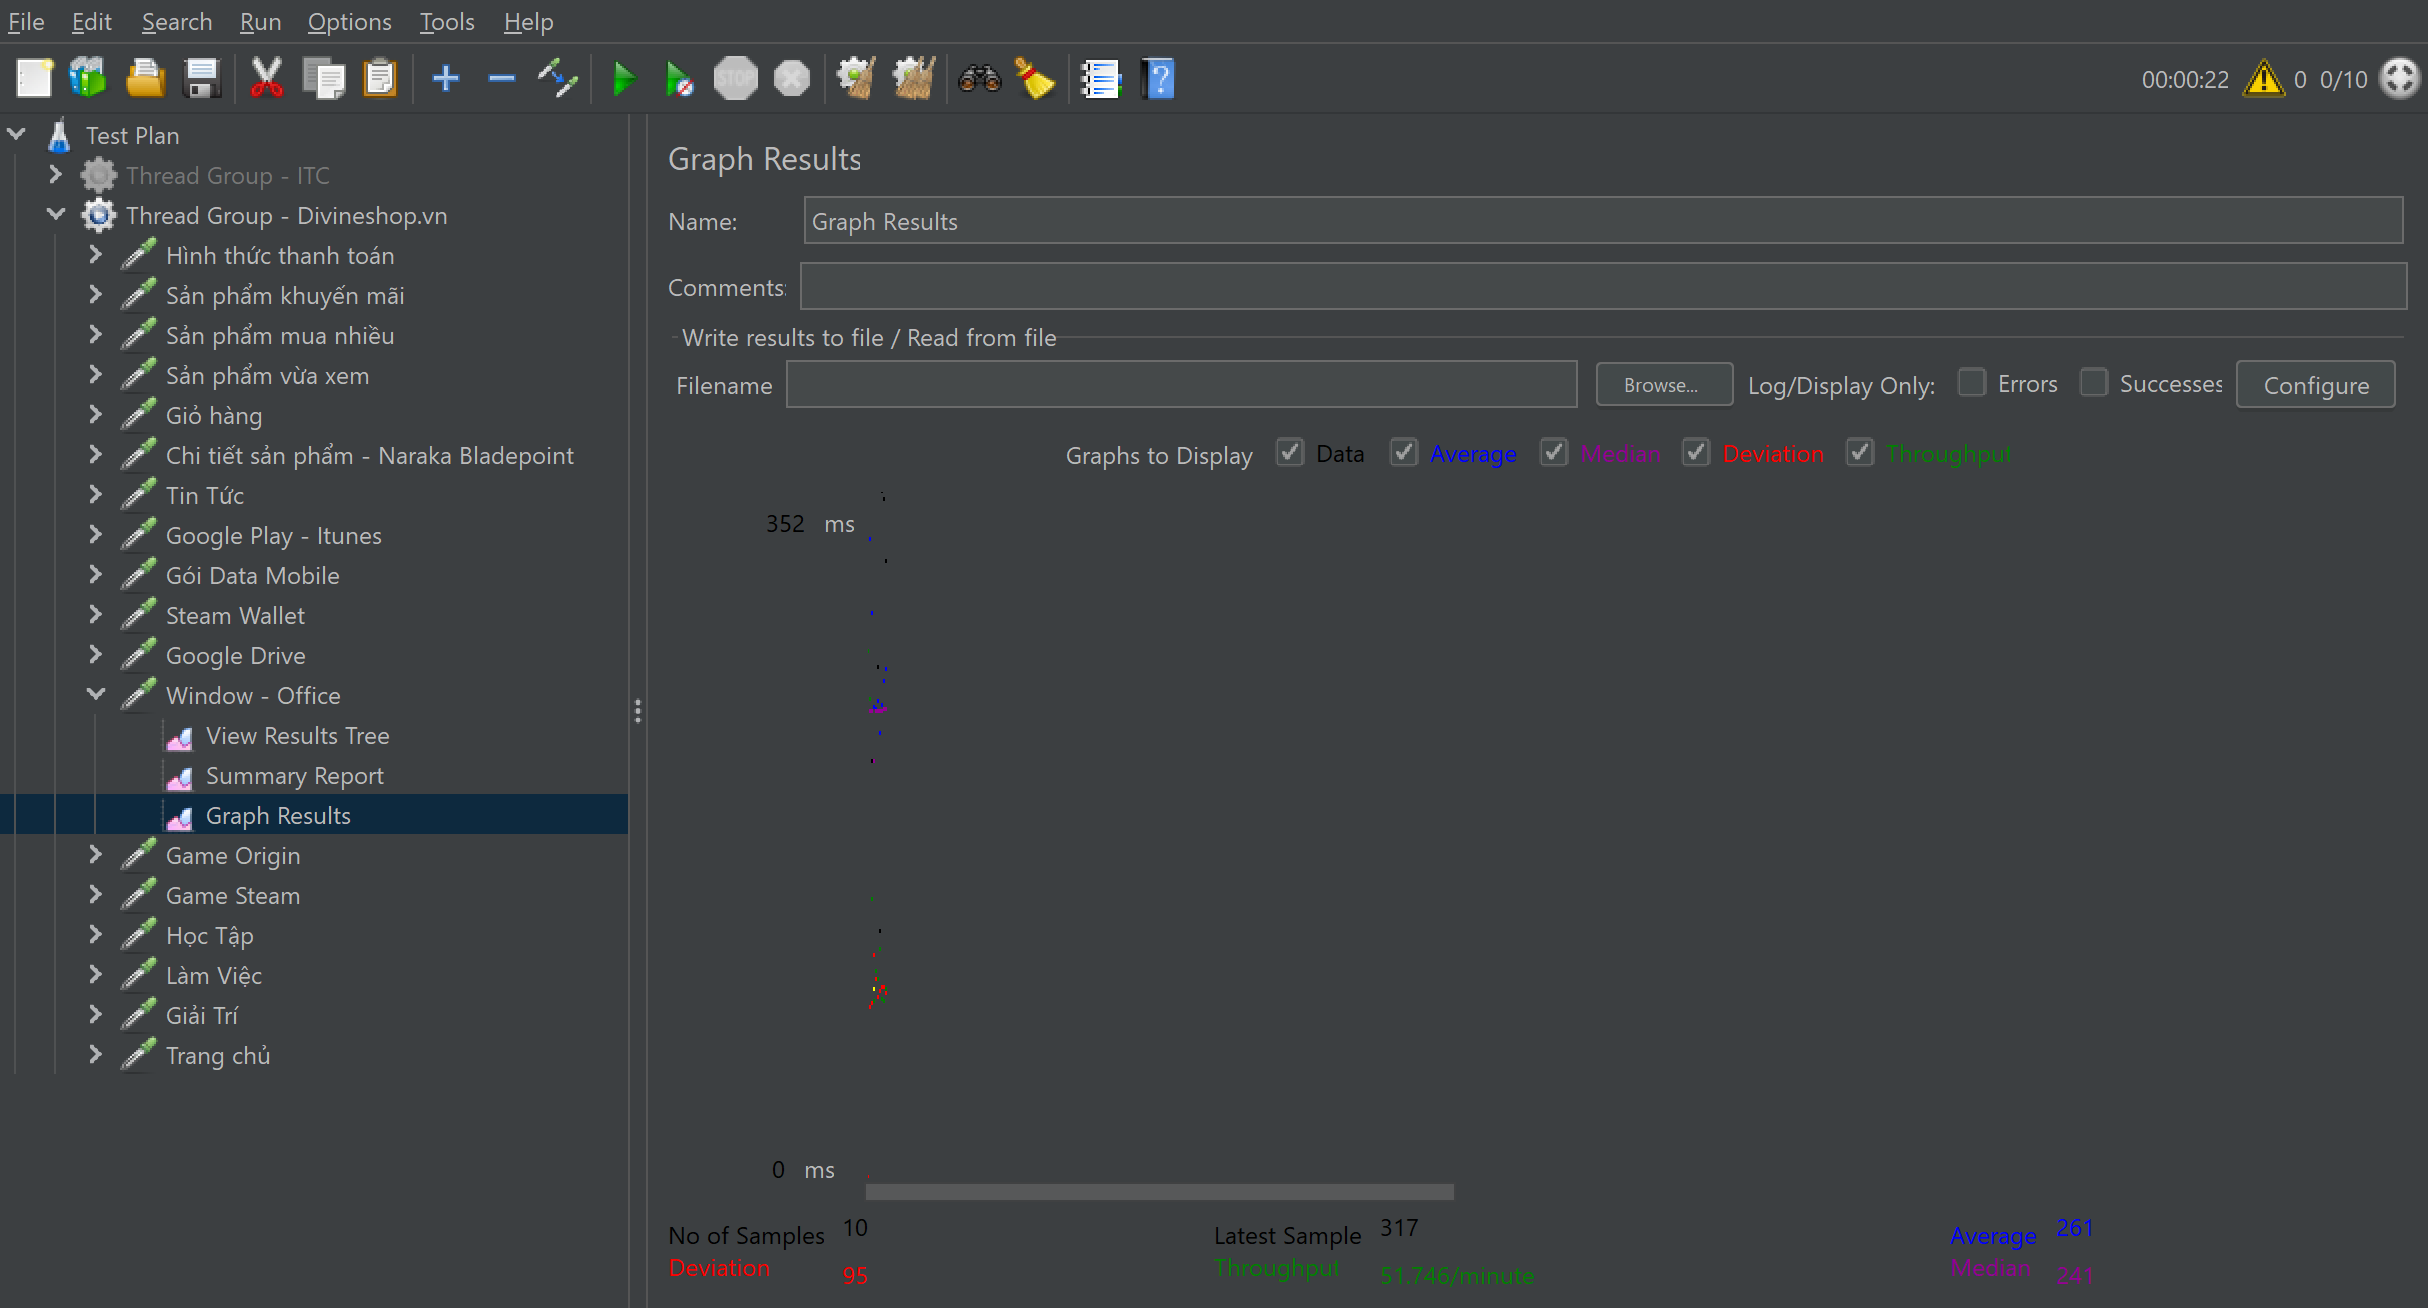 File Edit Search Run Options Tools Help
STOP
00:00:22 0 0/10
Test Plan
Thread Group - ITC
Thread Group - Divineshop.vn
Hình thức thanh toán
Sản phẩm khuyến mãi
Sản phẩm mua nhiều
Sản phẩm vừa xem
Giỏ hàng
Chi tiết sản phẩm - Naraka Bladepoint
Tin Tức
Google Play - Itunes
Gói Data Mobile
Steam Wallet
Google Drive
Window - Office
View Results Tree
Summary Report
Graph Results
Game Origin
Game Steam
Học Tập
Làm Việc
Giải Trí
Trang chủ
Graph Results
Name: Graph Results
Comments:
Write results to file / Read from file
Filename Browse... Log/Display Only: Errors Successes Configure
Graphs to Display Data Average Median Deviation Throughput
352 ms
0 ms
No of Samples 10 Latest Sample 317 Average 261
Deviation 95 Throughput 51.746/minute Median 241